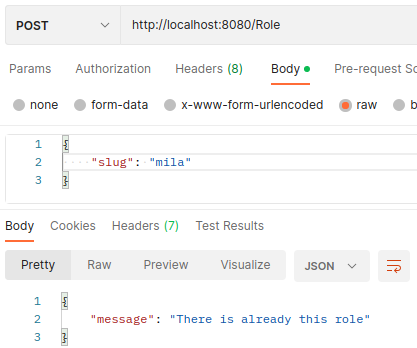 POST http://localhost:8080/Role
Params Authorization Headers (8) Body Pre-request Sc
none form-data x-www-form-urlencoded raw b
1 {
2 "slug": "mila"
3 }
Body Cookies Headers (7) Test Results
Pretty Raw Preview Visualize JSON
1 {
2 "message": "There is already this role"
3 }